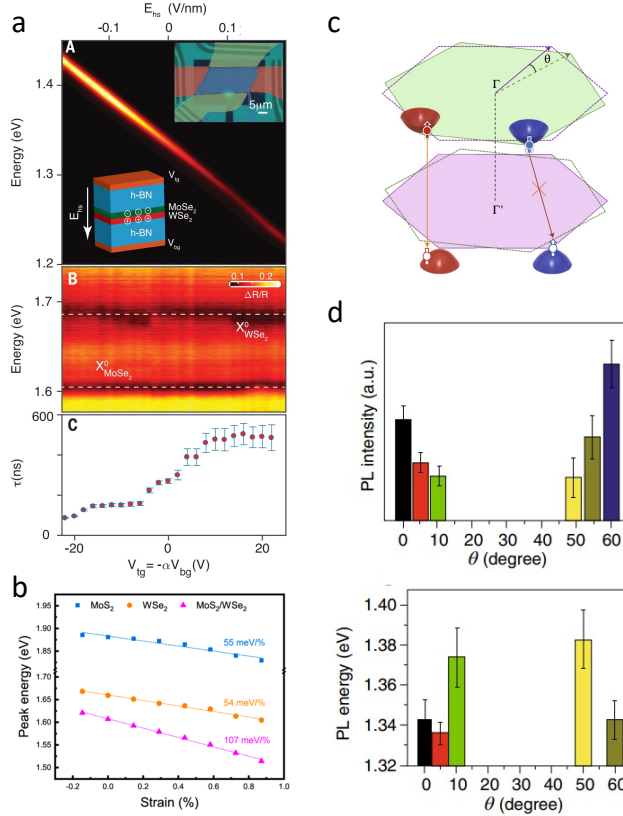 a
E_hs (V/nm)
-0.1 0 0.1
A
1.4
1.3
1.2
Energy (eV)
5μm
V_tg
h-BN
MoSe₂
WSe₂
h-BN
V_bg
E_hs
B
0.1 0.2
ΔR/R
1.7
1.6
Energy (eV)
X⁰_WSe₂
X⁰_MoSe₂
C
600
0
τ(ns)
-20 0 20
V_tg = -αV_bg(V)
b
MoS₂ WSe₂ MoS₂/WSe₂
1.95
1.90
1.85
1.80
1.65
1.60
1.55
1.50
Peak energy (eV)
55 meV/%
54 meV/%
107 meV/%
-0.2 0.0 0.2 0.4 0.6 0.8 1.0
Strain (%)
c
θ
Γ
Γ'
d
PL intensity (a.u.)
0 10 20 30 40 50 60
θ (degree)
1.40
1.38
1.36
1.34
1.32
PL energy (eV)
0 10 20 30 40 50 60
θ (degree)